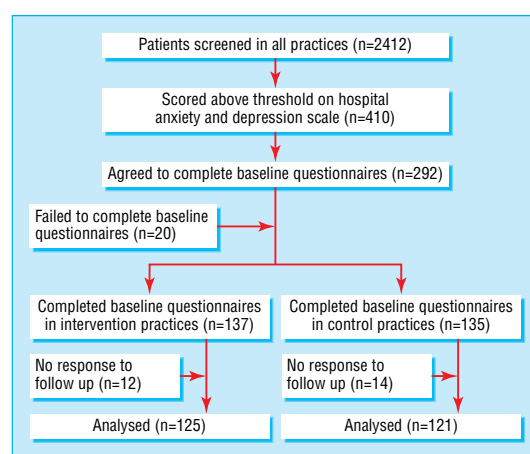 Patients screened in all practices (n=2412)
Scored above threshold on hospital
anxiety and depression scale (n=410)
Agreed to complete baseline questionnaires (n=292)
Failed to complete baseline
questionnaires (n=20)
Completed baseline questionnaires
in intervention practices (n=137)
Completed baseline questionnaires
in control practices (n=135)
No response to
follow up (n=12)
No response to
follow up (n=14)
Analysed (n=125)
Analysed (n=121)